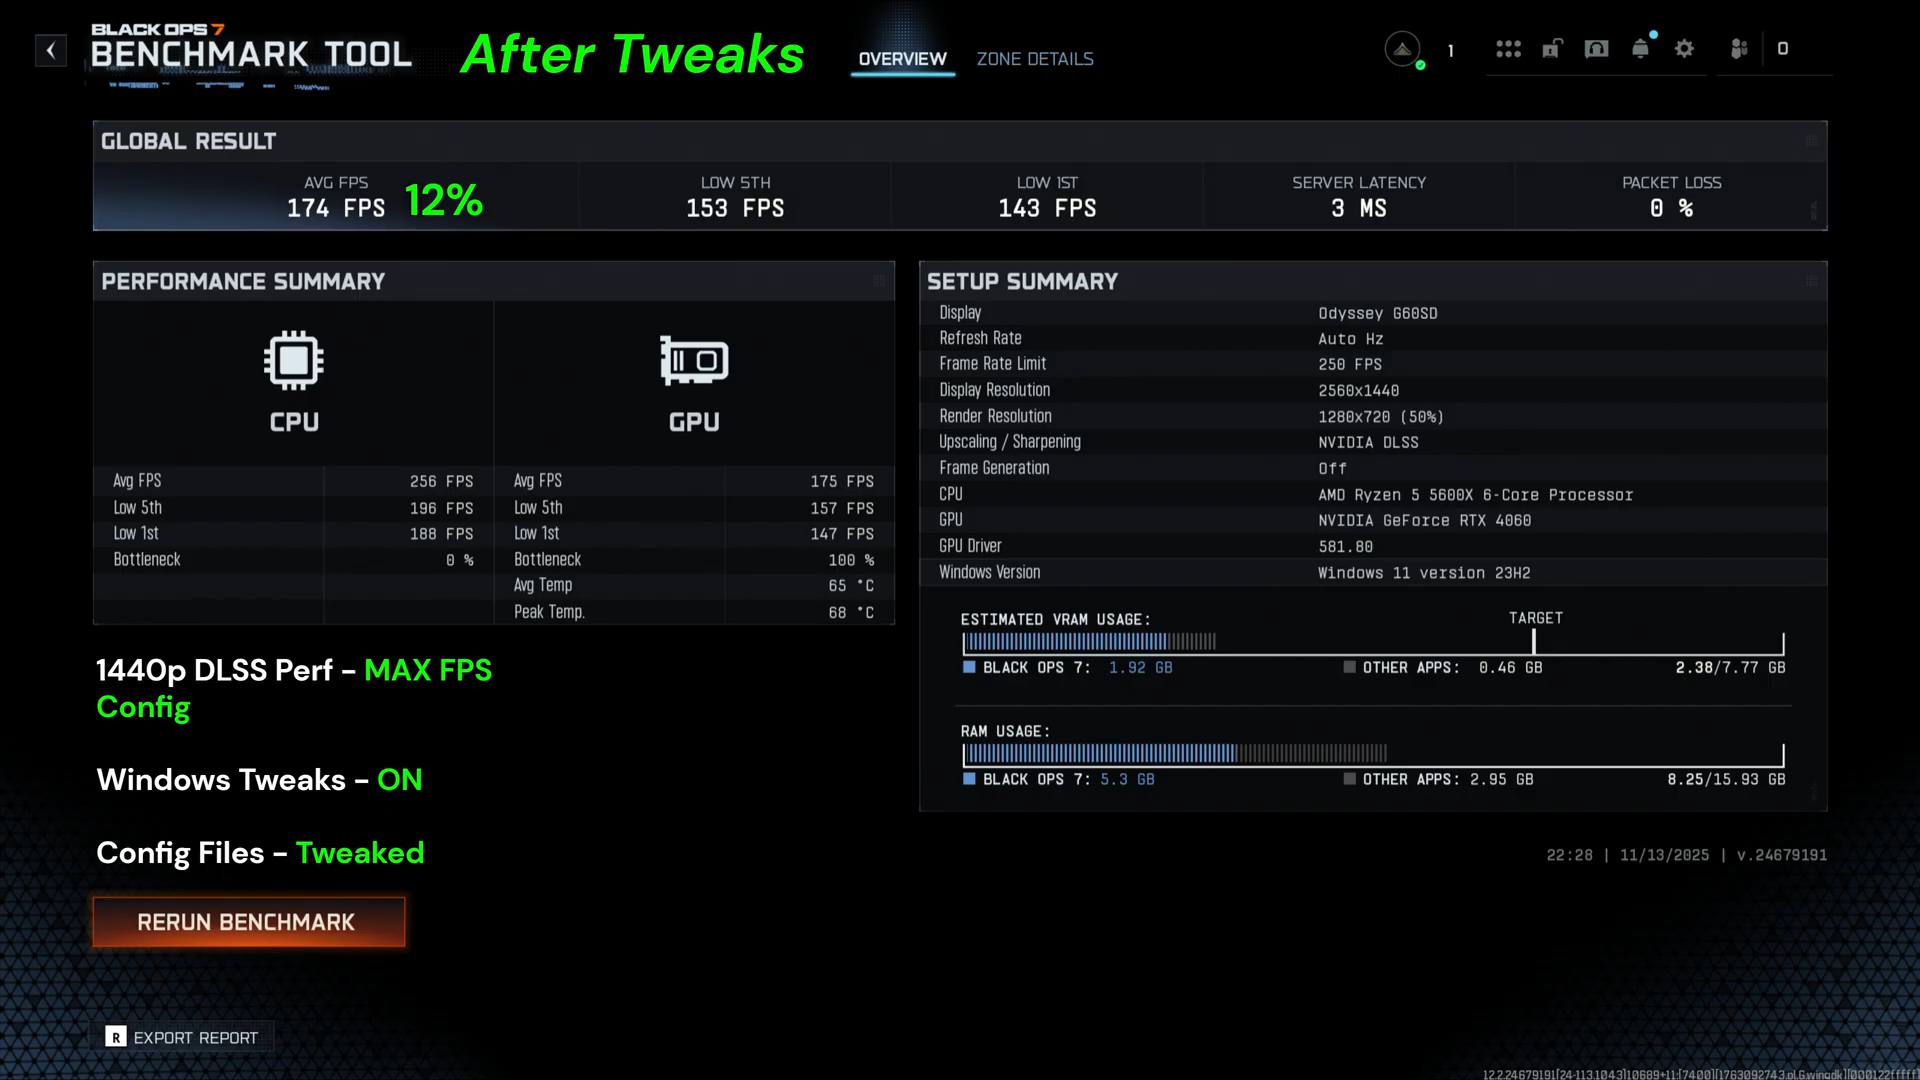 BLACK OPS 7
BENCHMARK TOOL
After Tweaks
OVERVIEW
ZONE DETAILS
1
0
GLOBAL RESULT
AVG FPS
174 FPS
12%
LOW 5TH
153 FPS
LOW 1ST
143 FPS
SERVER LATENCY
3 MS
PACKET LOSS
0 %
PERFORMANCE SUMMARY
CPU
Avg FPS 256 FPS
Low 5th 196 FPS
Low 1st 188 FPS
Bottleneck 0 %
GPU
Avg FPS 175 FPS
Low 5th 157 FPS
Low 1st 147 FPS
Bottleneck 100 %
Avg Temp 65 °C
Peak Temp. 68 °C
SETUP SUMMARY
Display Odyssey G60SD
Refresh Rate Auto Hz
Frame Rate Limit 250 FPS
Display Resolution 2560x1440
Render Resolution 1280x720 (50%)
Upscaling / Sharpening NVIDIA DLSS
Frame Generation Off
CPU AMD Ryzen 5 5600X 6-Core Processor
GPU NVIDIA GeForce RTX 4060
GPU Driver 581.80
Windows Version Windows 11 version 23H2
ESTIMATED VRAM USAGE:
TARGET
BLACK OPS 7: 1.92 GB OTHER APPS: 0.46 GB 2.38/7.77 GB
RAM USAGE:
BLACK OPS 7: 5.3 GB OTHER APPS: 2.95 GB 8.25/15.93 GB
1440p DLSS Perf – MAX FPS
Config
Windows Tweaks – ON
Config Files – Tweaked
22:28 | 11/13/2025 | v.24679191
RERUN BENCHMARK
R EXPORT REPORT